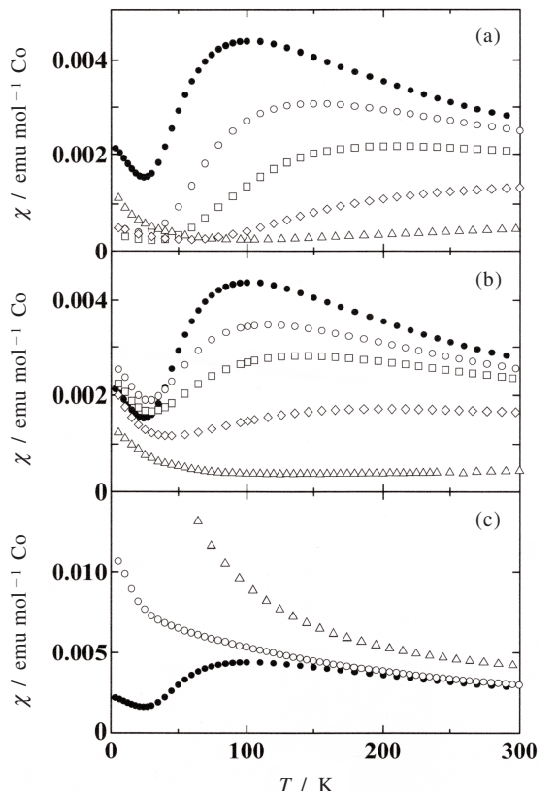 (a)
0.004
0.002
0
χ / emu mol⁻¹ Co
(b)
0.004
0.002
0
χ / emu mol⁻¹ Co
(c)
0.010
0.005
0
χ / emu mol⁻¹ Co
0 100 200 300
T / K